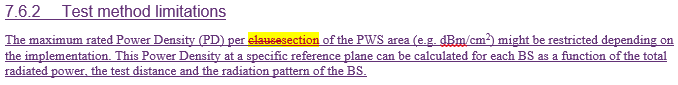 7.6.2 Test method limitations
The maximum rated Power Density (PD) per clausesection of the PWS area (e.g. dBm/cm²) might be restricted depending on
the implementation. This Power Density at a specific reference plane can be calculated for each BS as a function of the total
radiated power, the test distance and the radiation pattern of the BS.